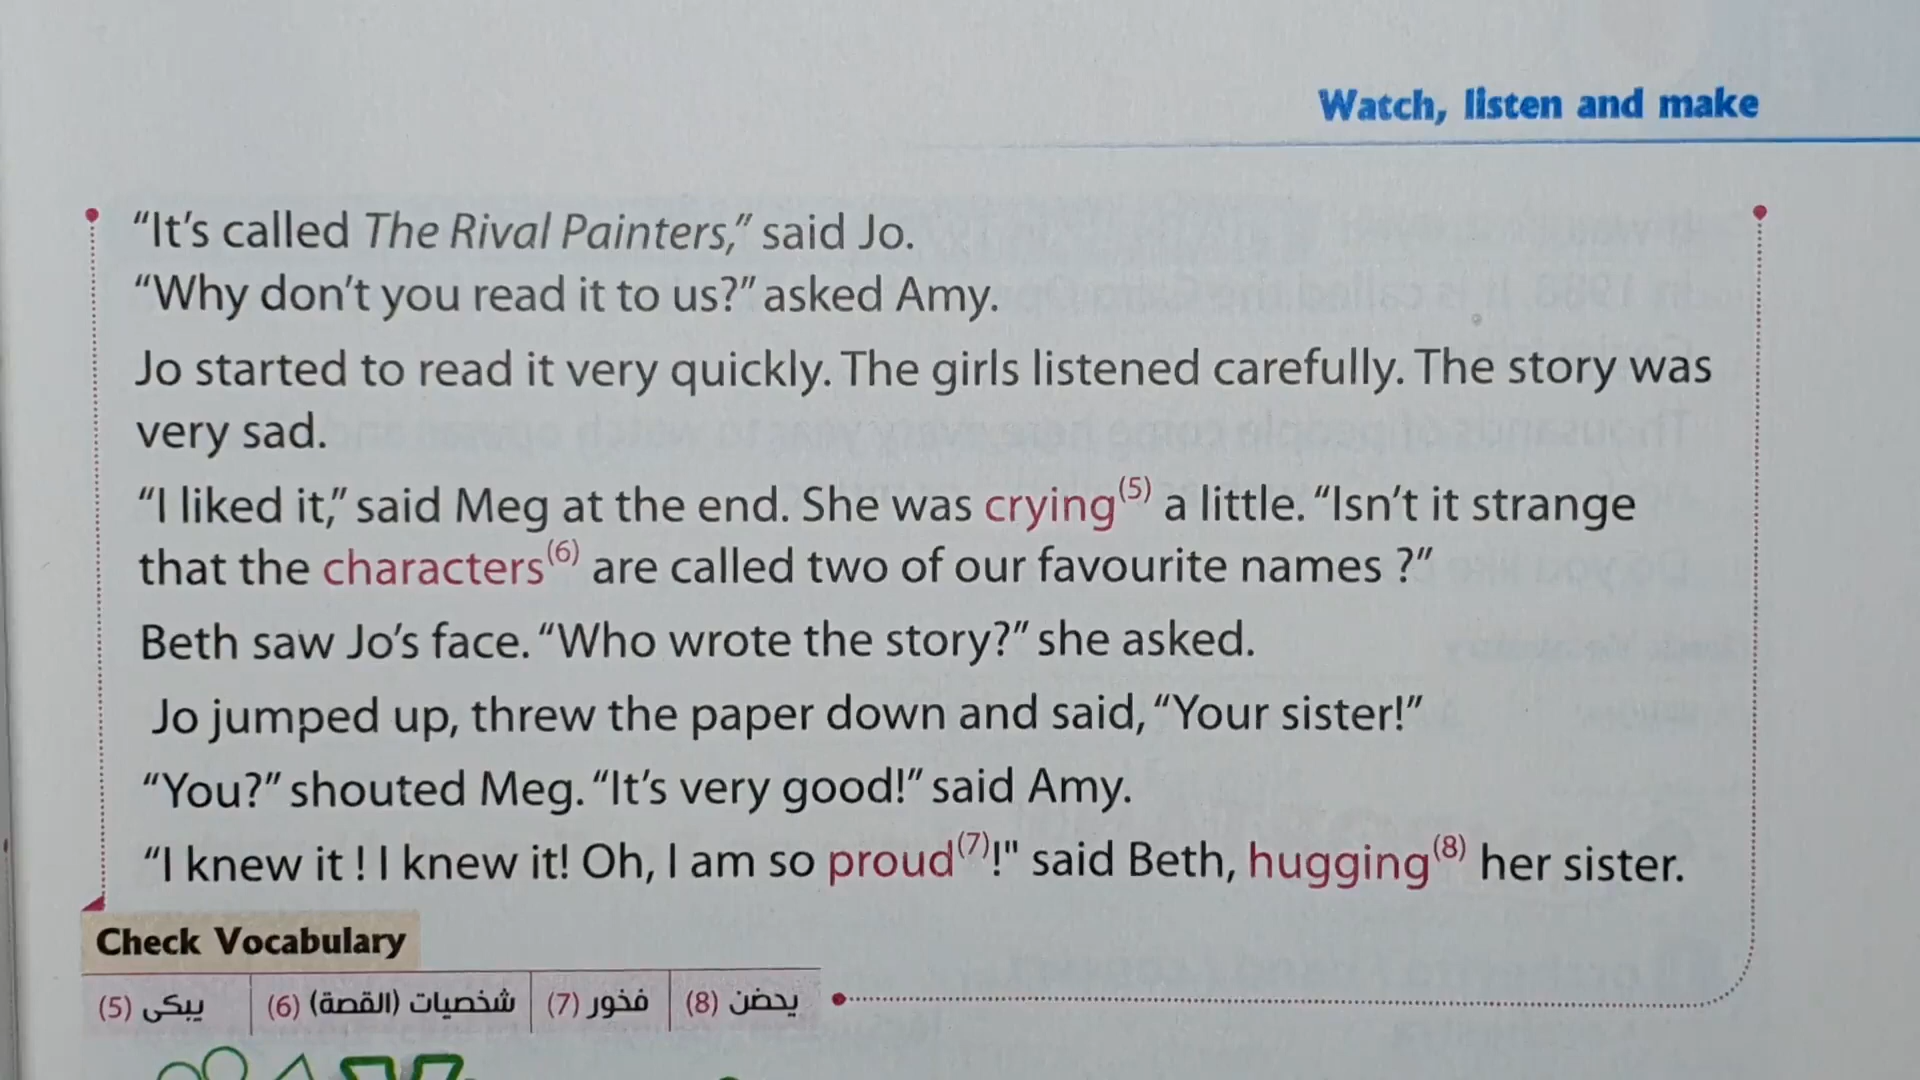 Watch, listen and make
“It’s called The Rival Painters,” said Jo.
“Why don’t you read it to us?” asked Amy.
Jo started to read it very quickly. The girls listened carefully. The story was
very sad.
“I liked it,” said Meg at the end. She was crying(5) a little. “Isn’t it strange
that the characters(6) are called two of our favourite names ?”
Beth saw Jo’s face. “Who wrote the story?” she asked.
Jo jumped up, threw the paper down and said, “Your sister!”
“You?” shouted Meg. “It’s very good!” said Amy.
“I knew it ! I knew it! Oh, I am so proud(7)!" said Beth, hugging(8) her sister.
Check Vocabulary
(5) يبكى (6) شخصيات (القصة) (7) فخور (8) يحضن